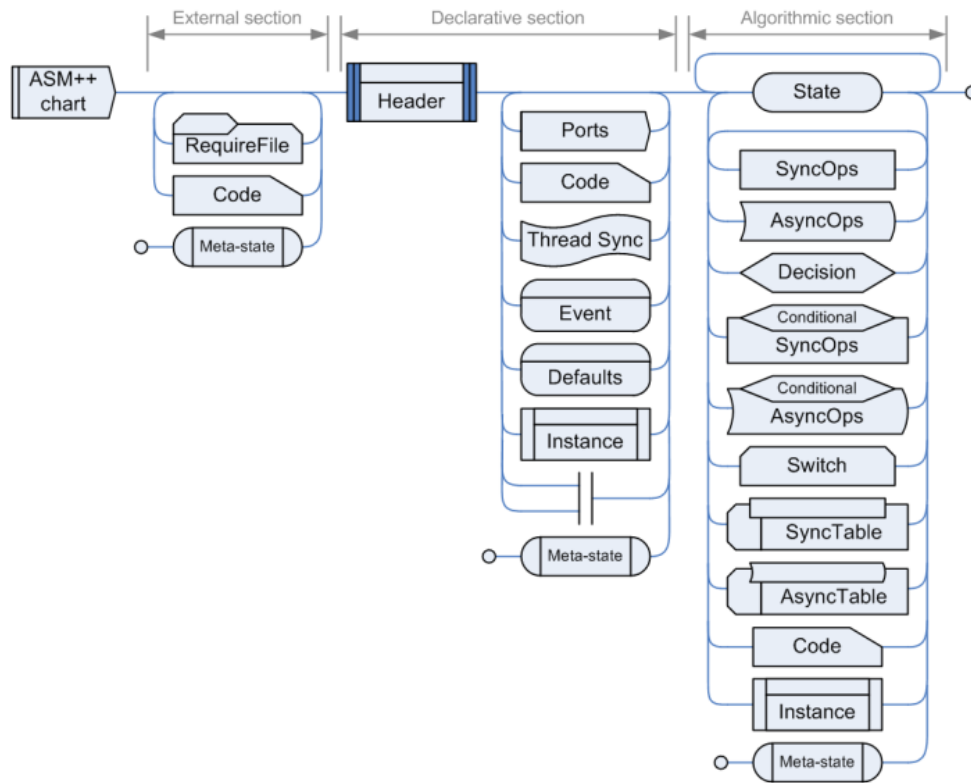 External section
Declarative section
Algorithmic section
ASM++
chart
RequireFile
Code
Meta-state
Header
Ports
Code
Thread Sync
Event
Defaults
Instance
Meta-state
State
SyncOps
AsyncOps
Decision
Conditional
SyncOps
Conditional
AsyncOps
Switch
SyncTable
AsyncTable
Code
Instance
Meta-state